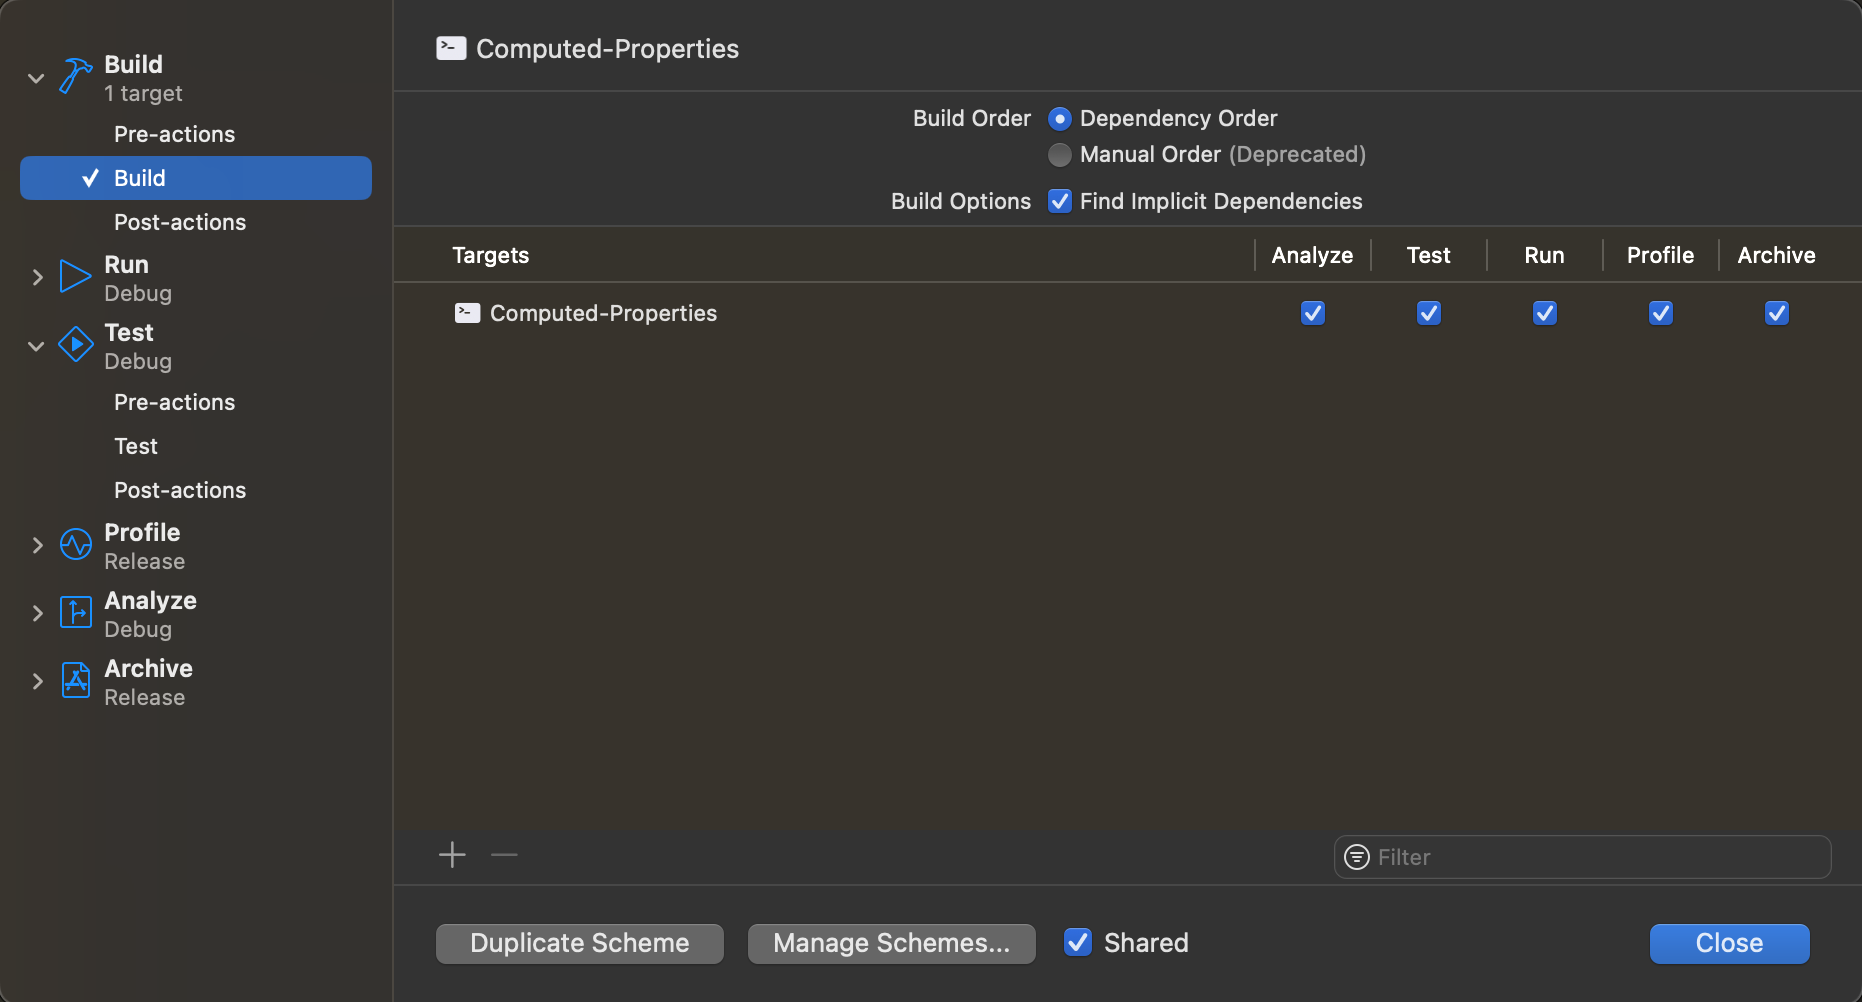 Build
1 target
Pre-actions
Build
Post-actions
Run
Debug
Test
Debug
Pre-actions
Test
Post-actions
Profile
Release
Analyze
Debug
Archive
Release
Computed-Properties
Build Order Dependency Order
Manual Order (Deprecated)
Build Options Find Implicit Dependencies
Targets Analyze Test Run Profile Archive
Computed-Properties
Filter
Duplicate Scheme Manage Schemes... Shared Close